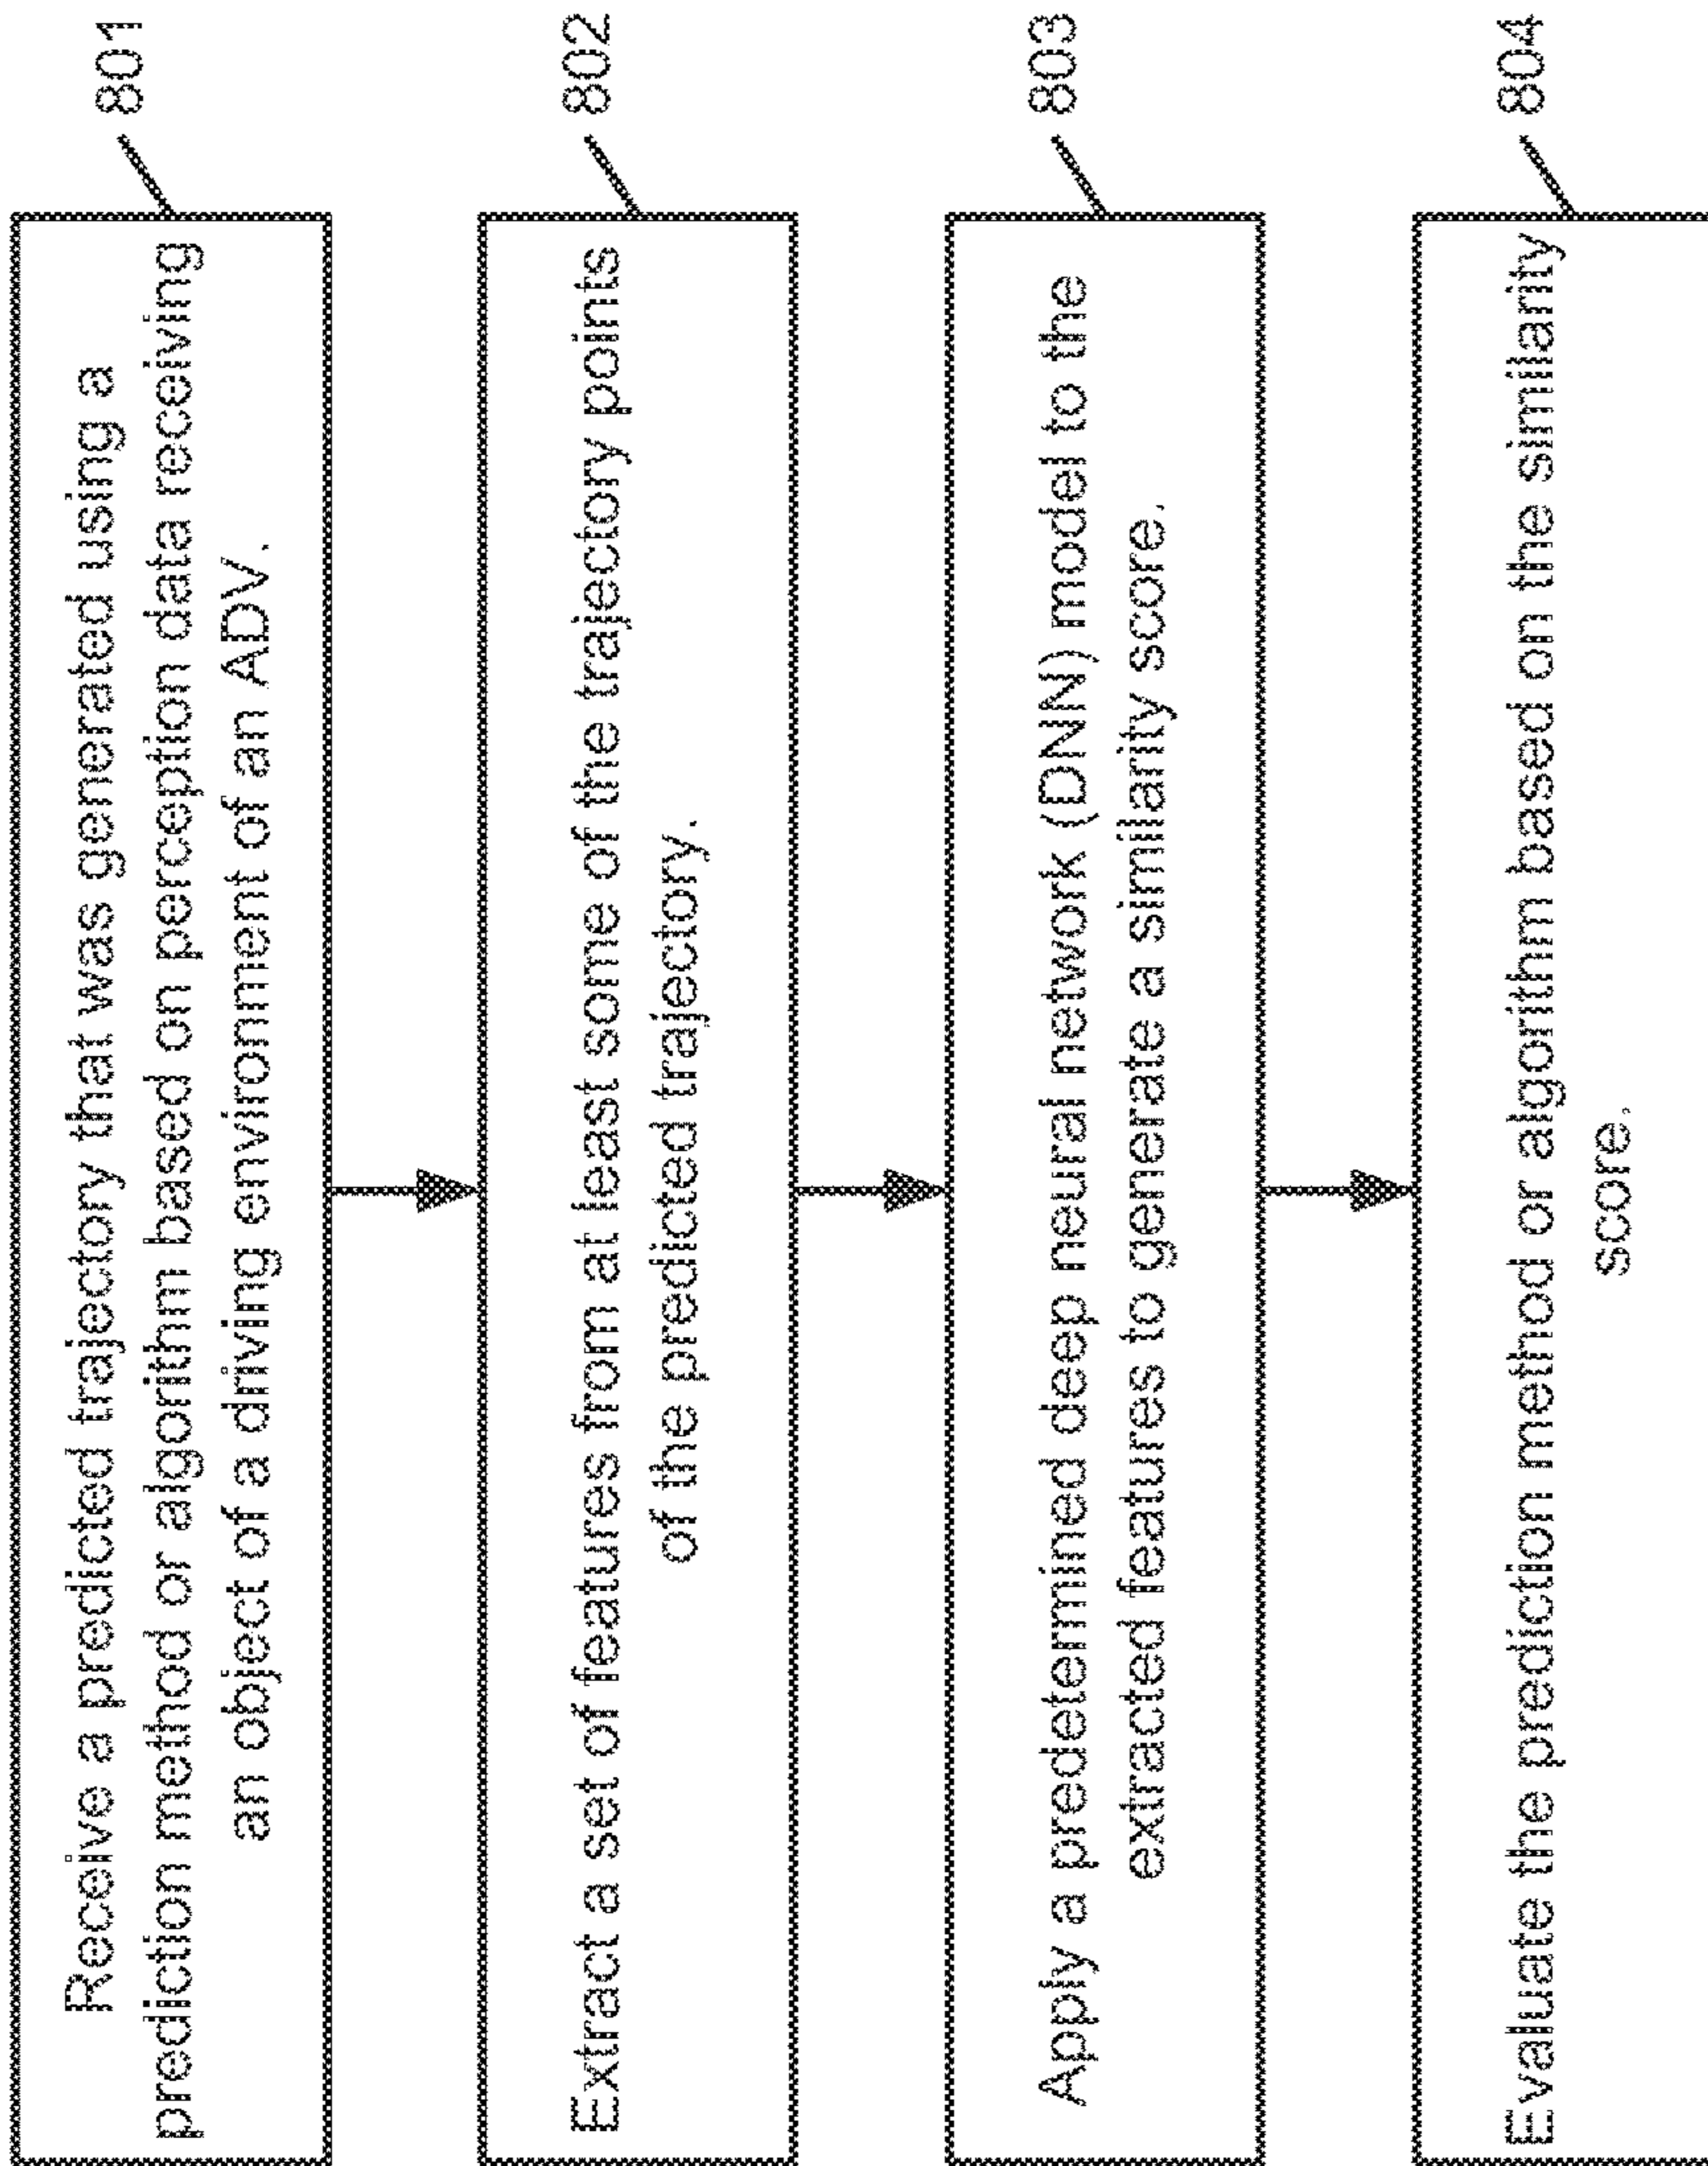 Receive a predicted trajectory that was generated using a
prediction method or algorithm based on perception data receiving
an object of a driving environment of an ADV.
801
Extract a set of features from at least some of the trajectory points
of the predicted trajectory.
802
Apply a predetermined deep neural network (DNN) model to the
extracted features to generate a similarity score.
803
Evaluate the prediction method or algorithm based on the similarity
score.
804